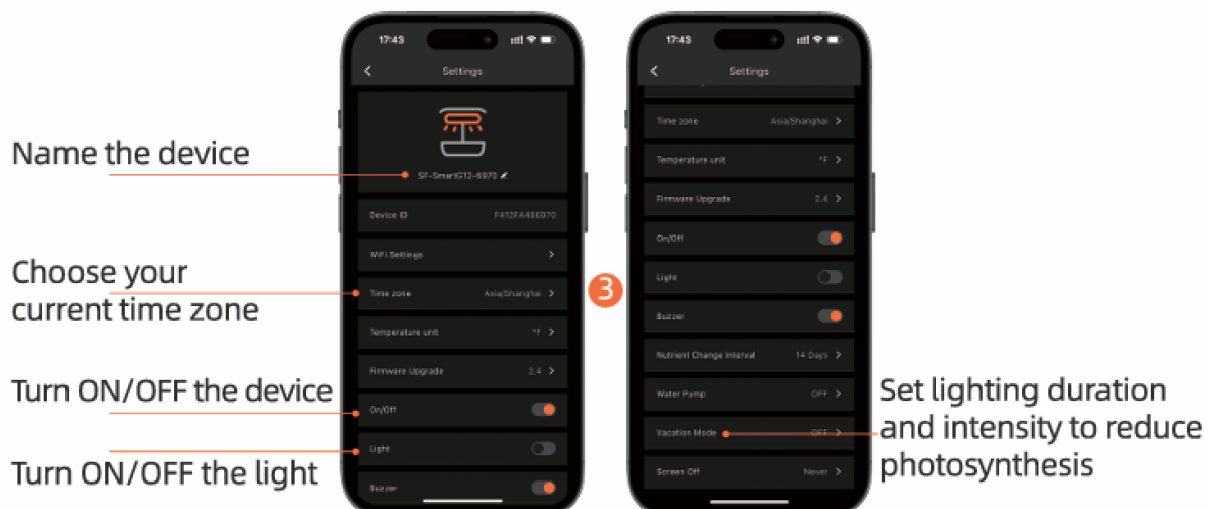 Name the device
Choose your
current time zone
Turn ON/OFF the device
Turn ON/OFF the light
17:43
Settings
SF-SmartG12-6970
Device ID F412FA486970
WiFi Settings
Time zone Asia/Shanghai
Temperature unit °F
Firmware Upgrade 2.4
On/Off
Light
Buzzer
3
17:43
Settings
Time zone Asia/Shanghai
Temperature unit °F
Firmware Upgrade 2.4
On/Off
Light
Buzzer
Nutrient Change Interval 14 Days
Water Pump OFF
Vacation Mode OFF
Screen Off Never
Set lighting duration
and intensity to reduce
photosynthesis